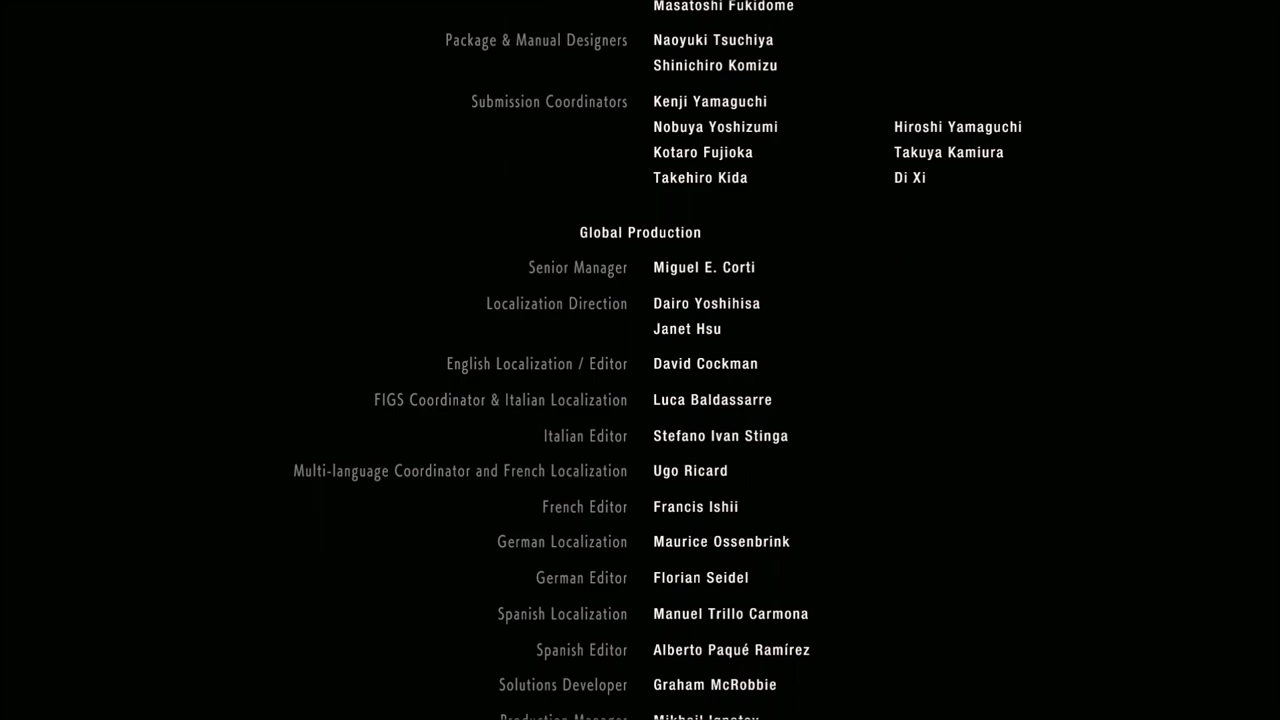 Masatoshi Fukidome
Package & Manual Designers Naoyuki Tsuchiya
Shinichiro Komizu
Submission Coordinators Kenji Yamaguchi
Nobuya Yoshizumi Hiroshi Yamaguchi
Kotaro Fujioka Takuya Kamiura
Takehiro Kida Di Xi
Global Production
Senior Manager Miguel E. Corti
Localization Direction Dairo Yoshihisa
Janet Hsu
English Localization / Editor David Cockman
FIGS Coordinator & Italian Localization Luca Baldassarre
Italian Editor Stefano Ivan Stinga
Multi-language Coordinator and French Localization Ugo Ricard
French Editor Francis Ishii
German Localization Maurice Ossenbrink
German Editor Florian Seidel
Spanish Localization Manuel Trillo Carmona
Spanish Editor Alberto Paqué Ramírez
Solutions Developer Graham McRobbie
Production Manager Mikhail Ignatov